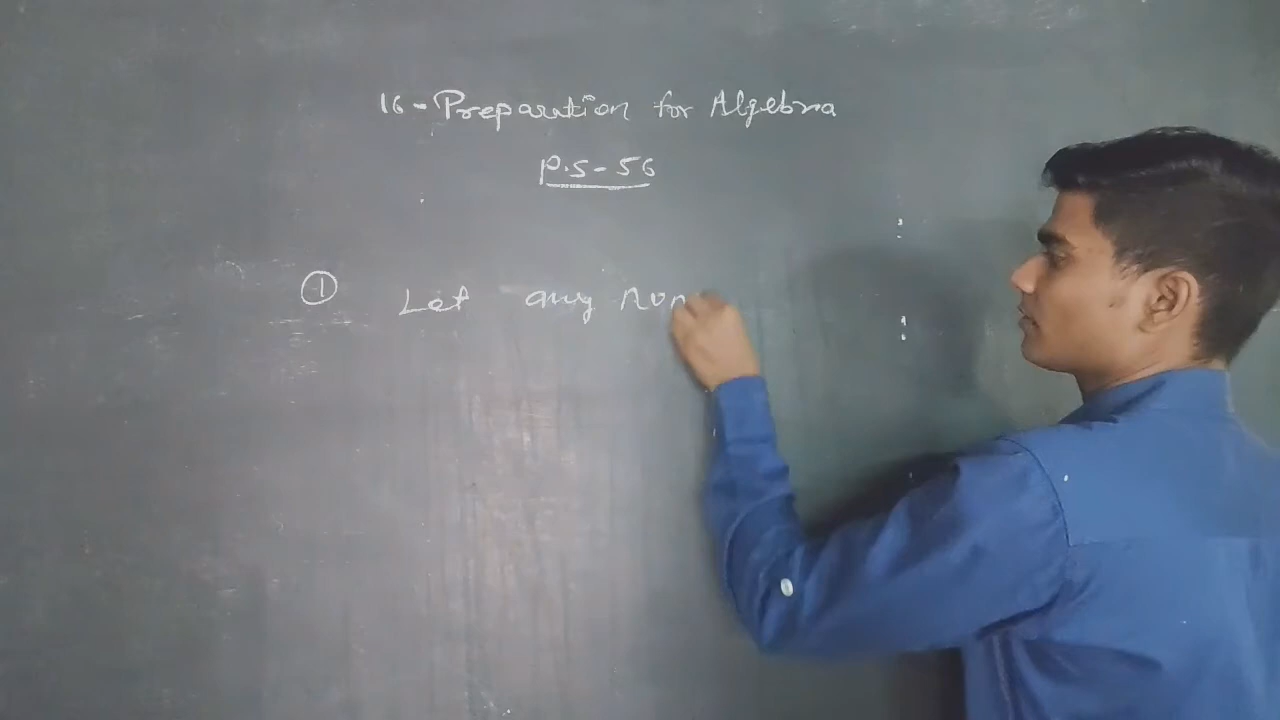 16-Preparation for Algebra
P.S-56
① Let any num